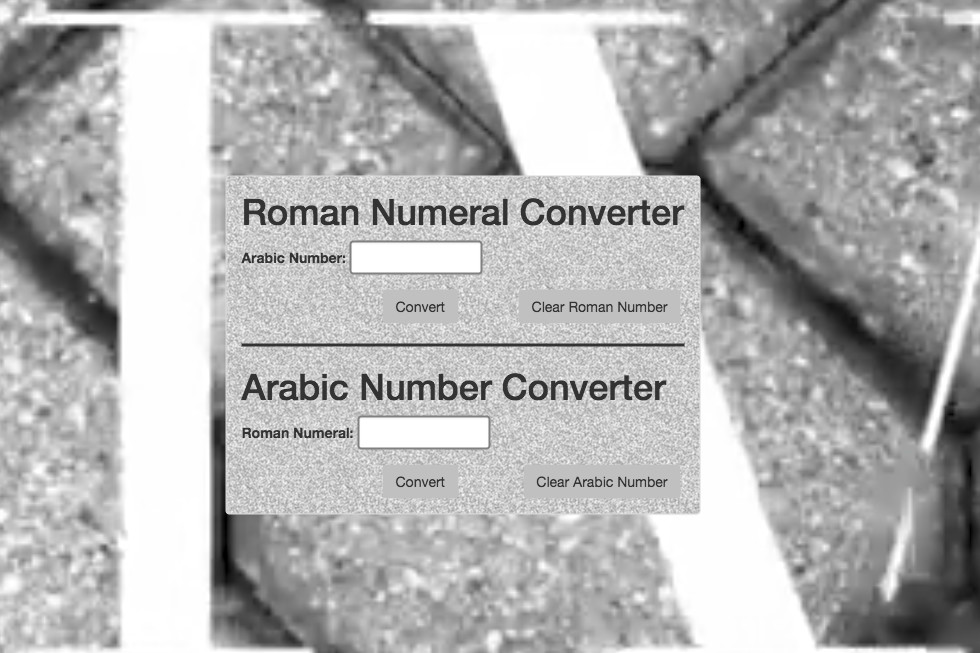 Roman Numeral Converter
Arabic Number:
Convert Clear Roman Number
Arabic Number Converter
Roman Numeral:
Convert Clear Arabic Number